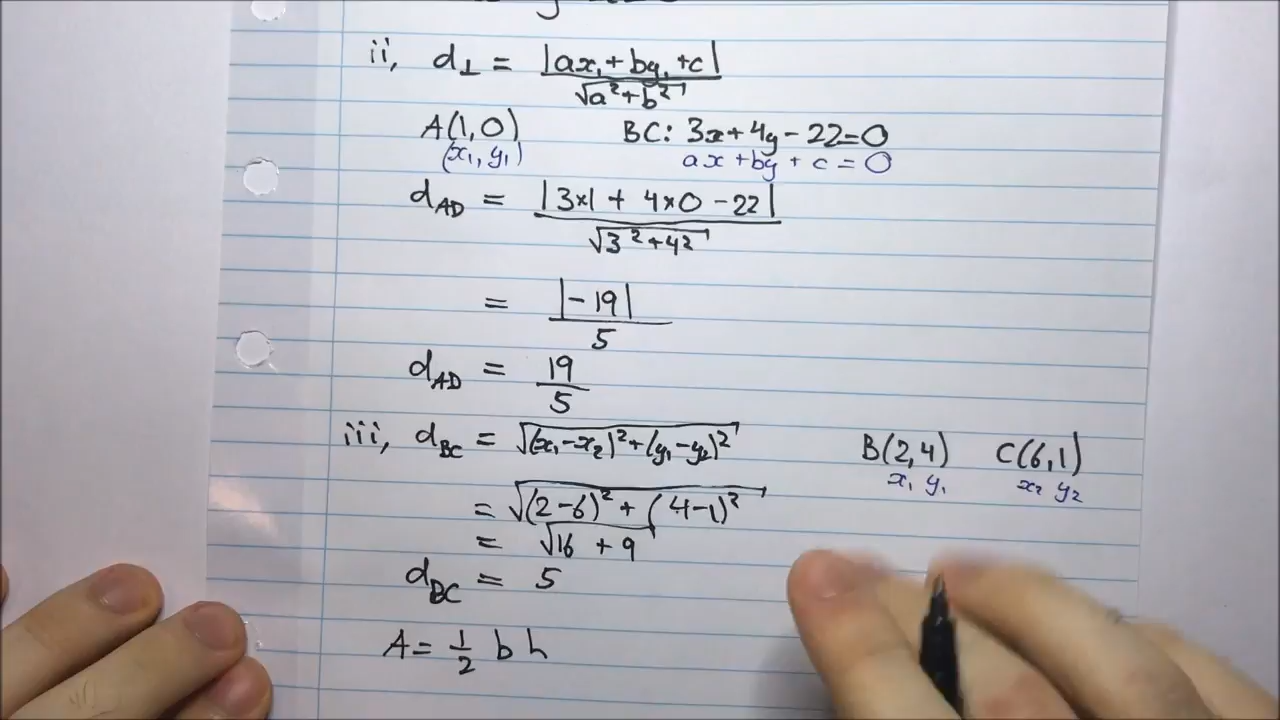 ii, d⊥ = |ax₁ + by₁ + c| / √a² + b²
A(1,0) BC: 3x + 4y - 22 = 0
(x₁, y₁) ax + by + c = 0
d_AD = |3×1 + 4×0 - 22| / √3² + 4²
= |-19| / 5
d_AD = 19 / 5
iii, d_BC = √(x₁-x₂)² + (y₁-y₂)² B(2,4) C(6,1)
x₁ y₁ x₂ y₂
= √(2-6)² + (4-1)²
= √16 + 9
d_BC = 5
A = 1/2 b h